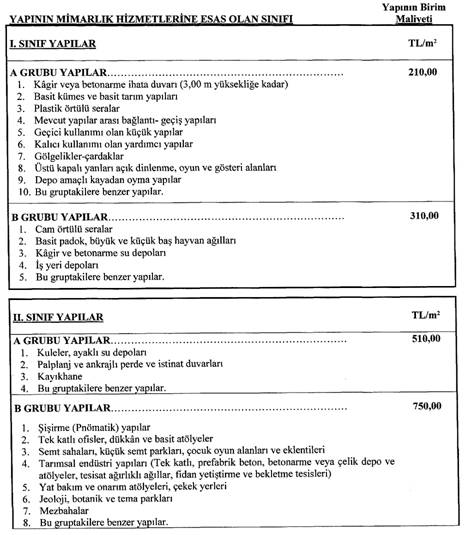 YAPININ MİMARLIK HİZMETLERİNE ESAS OLAN SINIFI
Yapının Birim
Maliyeti
I. SINIF YAPILAR TL/m²
A GRUBU YAPILAR.................................................................. 210,00
1. Kâgir veya betonarme ihata duvarı (3,00 m yüksekliğe kadar)
2. Basit kümes ve basit tarım yapıları
3. Plastik örtülü seralar
4. Mevcut yapılar arası bağlantı- geçiş yapıları
5. Geçici kullanımı olan küçük yapılar
6. Kalıcı kullanımı olan yardımcı yapılar
7. Gölgelikler-çardaklar
8. Üstü kapalı yanları açık dinlenme, oyun ve gösteri alanları
9. Depo amaçlı kayadan oyma yapılar
10. Bu gruptakilere benzer yapılar.
B GRUBU YAPILAR.................................................................. 310,00
1. Cam örtülü seralar
2. Basit padok, büyük ve küçük baş hayvan ağılları
3. Kâgir ve betonarme su depoları
4. İş yeri depoları
5. Bu gruptakilere benzer yapılar.
II. SINIF YAPILAR TL/m²
A GRUBU YAPILAR.................................................................. 510,00
1. Kuleler, ayaklı su depoları
2. Palplanj ve ankrajlı perde ve istinat duvarları
3. Kayıkhane
4. Bu gruptakilere benzer yapılar.
B GRUBU YAPILAR.................................................................. 750,00
1. Şişirme (Pnömatik) yapılar
2. Tek katlı ofisler, dükkân ve basit atölyeler
3. Semt sahaları, küçük semt parkları, çocuk oyun alanları ve eklentileri
4. Tarımsal endüstri yapıları (Tek katlı, prefabrik beton, betonarme veya çelik depo ve
atölyeler, tesisat ağırlıklı ağıllar, fidan yetiştirme ve bekletme tesisleri)
5. Yat bakım ve onarım atölyeleri, çekek yerleri
6. Jeoloji, botanik ve tema parkları
7. Mezbahalar
8. Bu gruptakilere benzer yapılar.